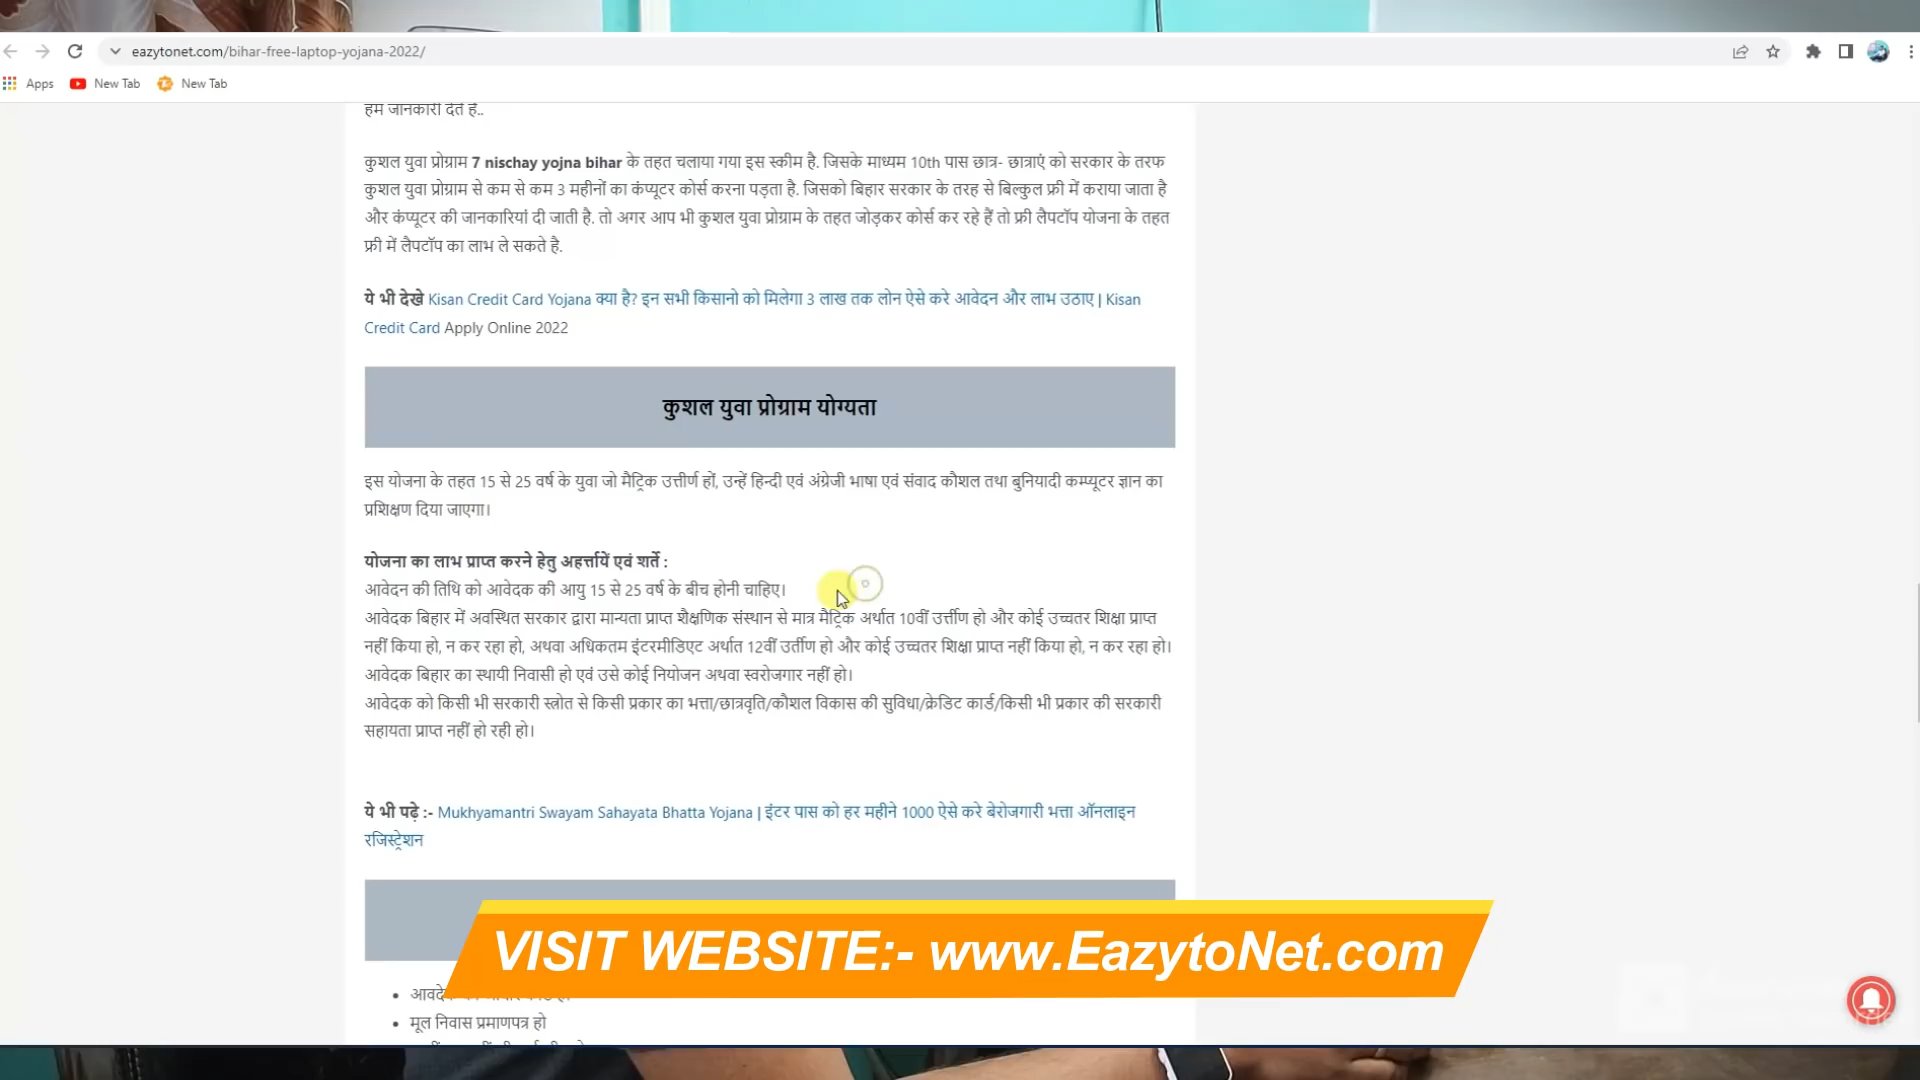 eazytonet.com/bihar-free-laptop-yojana-2022/
Apps New Tab New Tab
हम जानकारी देते है..
कुशल युवा प्रोग्राम 7 nischay yojna bihar के तहत चलाया गया इस स्कीम है. जिसके माध्यम 10th पास छात्र- छात्राएं को सरकार के तरफ
कुशल युवा प्रोग्राम से कम से कम 3 महीनों का कंप्यूटर कोर्स करना पड़ता है. जिसको बिहार सरकार के तरह से बिल्कुल फ्री में कराया जाता है
और कंप्यूटर की जानकारियां दी जाती है. तो अगर आप भी कुशल युवा प्रोग्राम के तहत जोड़कर कोर्स कर रहे हैं तो फ्री लैपटॉप योजना के तहत
फ्री में लैपटॉप का लाभ ले सकते है.
ये भी देखे Kisan Credit Card Yojana क्या है? इन सभी किसानो को मिलेगा 3 लाख तक लोन ऐसे करे आवेदन और लाभ उठाए | Kisan
Credit Card Apply Online 2022
कुशल युवा प्रोग्राम योग्यता
इस योजना के तहत 15 से 25 वर्ष के युवा जो मैट्रिक उत्तीर्ण हों, उन्हें हिन्दी एवं अंग्रेजी भाषा एवं संवाद कौशल तथा बुनियादी कम्प्यूटर ज्ञान का
प्रशिक्षण दिया जाएगा।
योजना का लाभ प्राप्त करने हेतु अहर्त्तायें एवं शर्ते :
आवेदन की तिथि को आवेदक की आयु 15 से 25 वर्ष के बीच होनी चाहिए।
आवेदक बिहार में अवस्थित सरकार द्वारा मान्यता प्राप्त शैक्षणिक संस्थान से मात्र मैट्रिक अर्थात 10वीं उर्त्तीण हो और कोई उच्चतर शिक्षा प्राप्त
नहीं किया हो, न कर रहा हो, अथवा अधिकतम इंटरमीडिएट अर्थात 12वीं उर्तीण हो और कोई उच्चतर शिक्षा प्राप्त नहीं किया हो, न कर रहा हो।
आवेदक बिहार का स्थायी निवासी हो एवं उसे कोई नियोजन अथवा स्वरोजगार नहीं हो।
आवेदक को किसी भी सरकारी स्त्रोत से किसी प्रकार का भत्ता/छात्रवृति/कौशल विकास की सुविधा/क्रेडिट कार्ड/किसी भी प्रकार की सरकारी
सहायता प्राप्त नहीं हो रही हो।
ये भी पढ़े :- Mukhyamantri Swayam Sahayata Bhatta Yojana | इंटर पास को हर महीने 1000 ऐसे करे बेरोजगारी भत्ता ऑनलाइन
रजिस्ट्रेशन
VISIT WEBSITE:- www.EazytoNet.com
मूल निवास प्रमाणपत्र हो